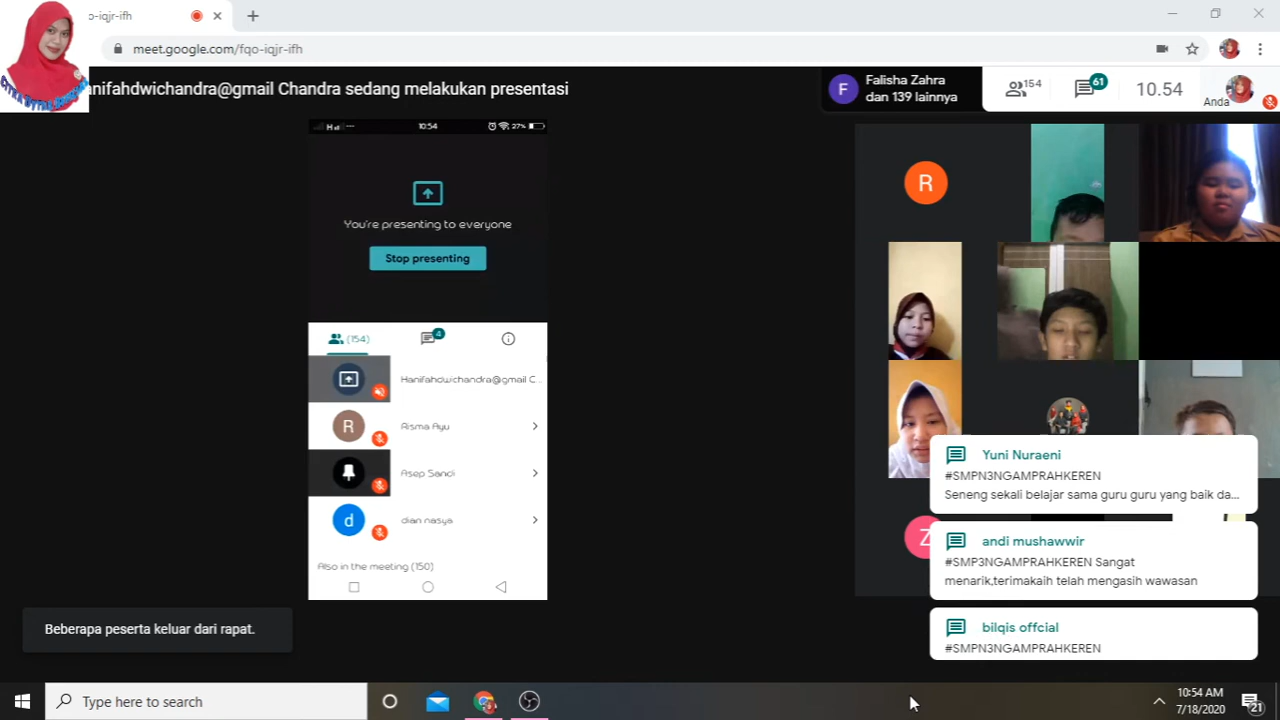 o-iqjr-ifh
meet.google.com/fqo-iqjr-ifh
anifahdwichandra@gmail Chandra sedang melakukan presentasi
F
Falisha Zahra
dan 139 lainnya
154
61
10.54
Anda
10:54
27%
You're presenting to everyone
Stop presenting
(154)
4
Hanifahdwichandra@gmail C...
R
Risma Ayu
Asep Sandi
d
dian nasya
Also in the meeting (150)
R
Z
Yuni Nuraeni
#SMPN3NGAMPRAHKEREN
Seneng sekali belajar sama guru guru yang baik da...
andi mushawwir
#SMP3NGAMPRAHKEREN Sangat
menarik,terimakaih telah mengasih wawasan
bilqis offcial
#SMPN3NGAMPRAHKEREN
Beberapa peserta keluar dari rapat.
Type here to search
10:54 AM
7/18/2020
21